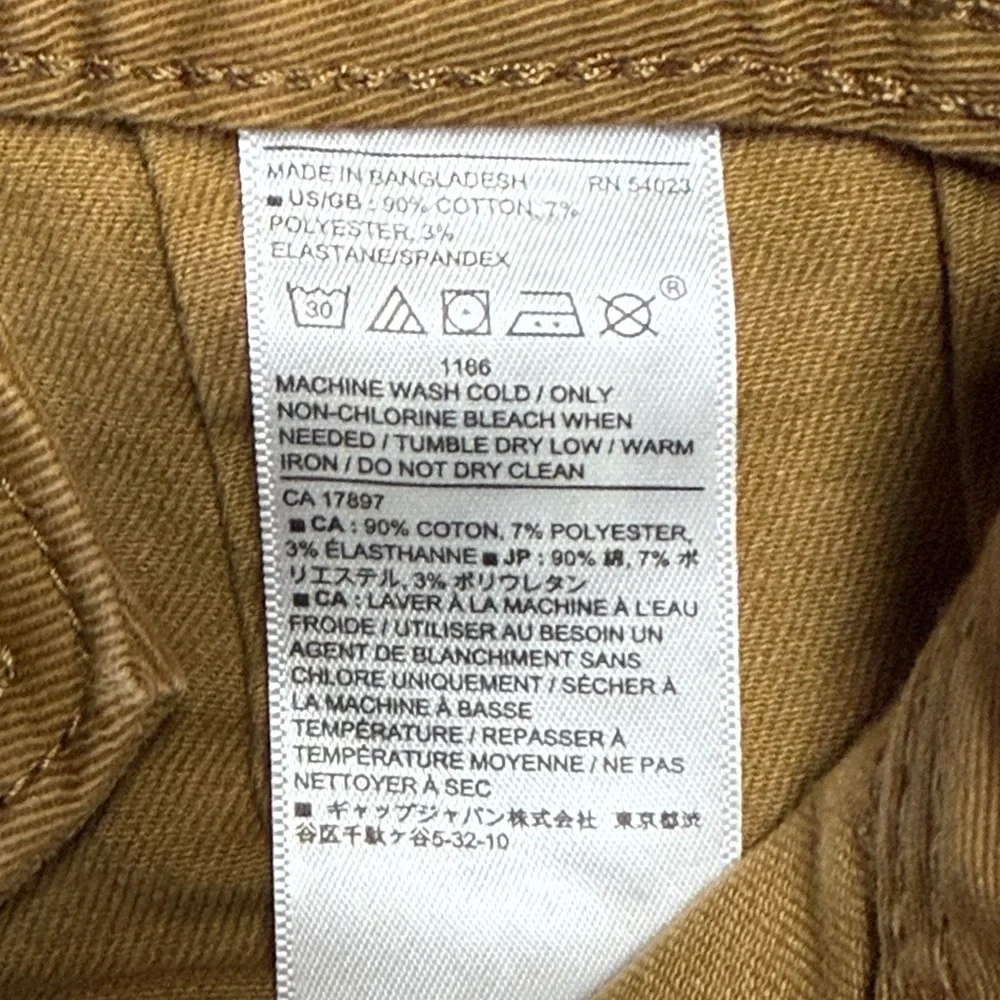 MADE IN BANGLADESH RN 54023
■ US/GB : 90% COTTON, 7%
POLYESTER, 3%
ELASTANE/SPANDEX
30 ®
1186
MACHINE WASH COLD / ONLY
NON-CHLORINE BLEACH WHEN
NEEDED / TUMBLE DRY LOW / WARM
IRON / DO NOT DRY CLEAN
CA 17897
■ CA : 90% COTON, 7% POLYESTER,
3% ÉLASTHANNE ■ JP : 90% 綿, 7% ポ
リエステル, 3% ポリウレタン
■ CA : LAVER À LA MACHINE À L'EAU
FROIDE / UTILISER AU BESOIN UN
AGENT DE BLANCHIMENT SANS
CHLORE UNIQUEMENT / SÉCHER À
LA MACHINE À BASSE
TEMPÉRATURE / REPASSER À
TEMPÉRATURE MOYENNE / NE PAS
NETTOYER À SEC
■ ギャップジャパン株式会社 東京都渋
谷区千駄ケ谷5-32-10